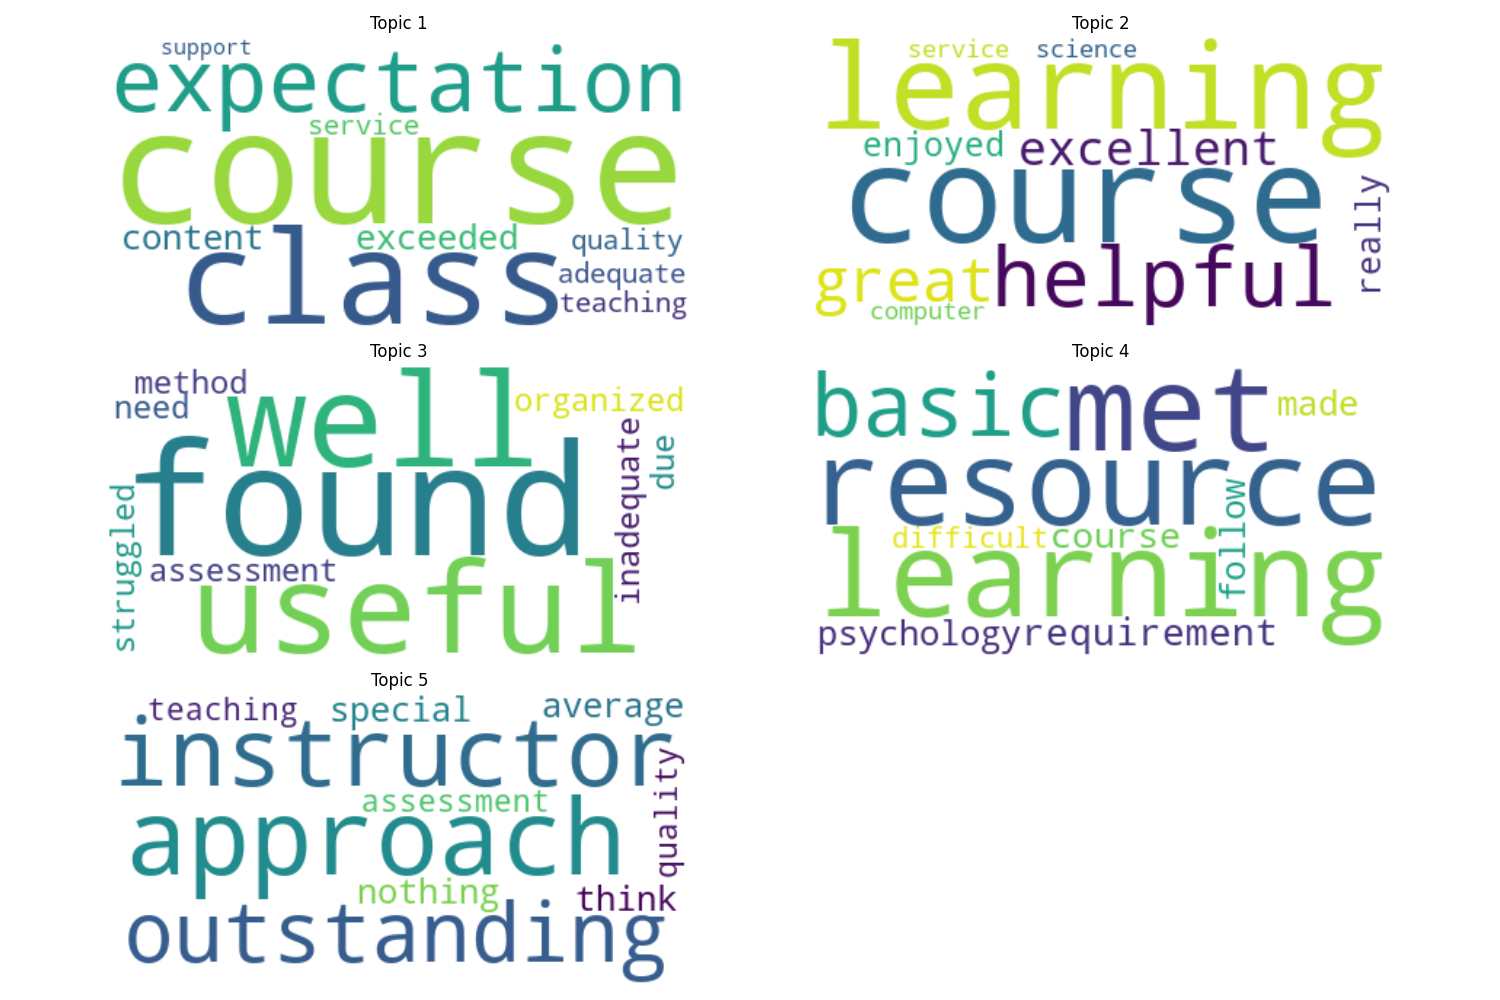 Topic 1
support
expectation
service
course
content exceeded quality
class adequate
teaching
Topic 2
service science
learning
enjoyed excellent
course really
great helpful
computer
Topic 3
method well organized
need
found inadequate due
struggled
assessment
useful
Topic 4
basic met made
resource
follow
difficult course
learning
psychology requirement
Topic 5
teaching special average
instructor
quality
assessment
approach
nothing think
outstanding